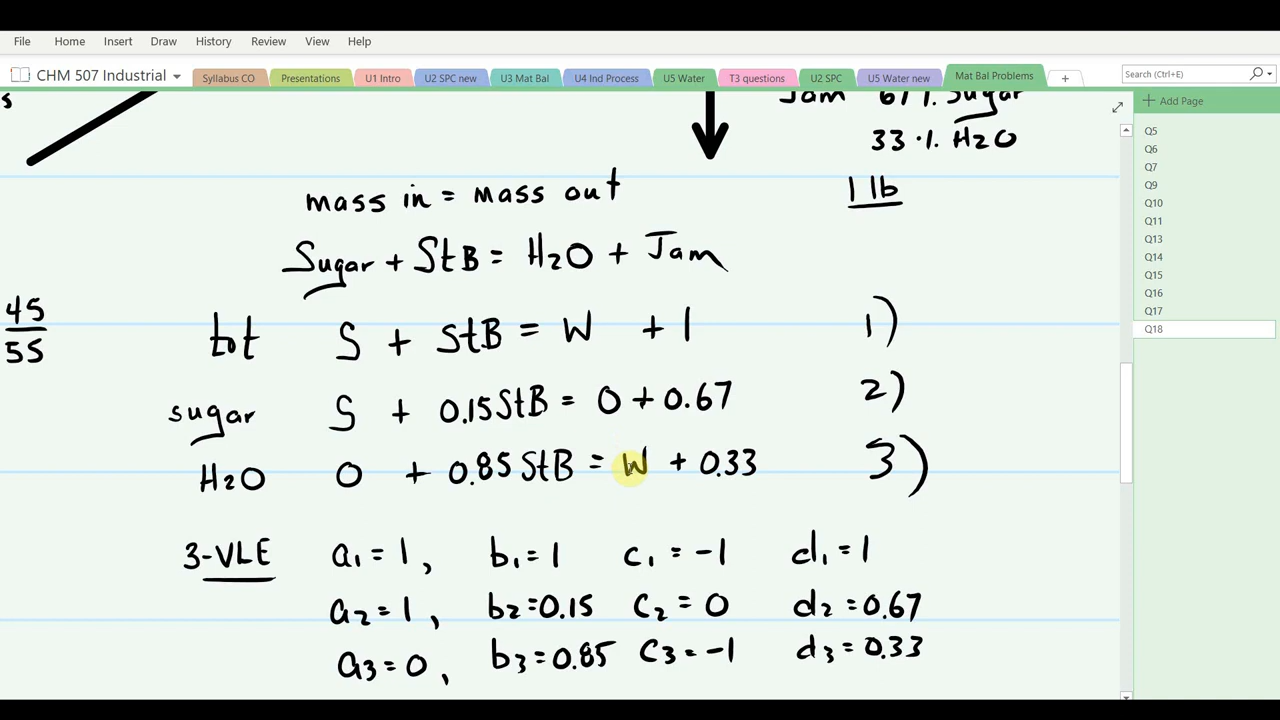 File Home Insert Draw History Review View Help
CHM 507 Industrial Syllabus CO Presentations U1 Intro U2 SPC new U3 Mat Bal U4 Ind Process U5 Water T3 questions U2 SPC U5 Water new Mat Bal Problems + Search (Ctrl+E)
Add Page
Q5
Q6
Q7
Q9
Q10
Q11
Q13
Q14
Q15
Q16
Q17
Q18
s
Jam 67 %. Sugar
33 %. H2O
1 lb
mass in = mass out
Sugar + StB = H2O + Jam
45
55
tot S + StB = W + 1 1)
sugar S + 0.15StB = 0 + 0.67 2)
H2O 0 + 0.85 StB = W + 0.33 3)
3-VLE a1 = 1, b1 = 1 c1 = -1 d1 = 1
a2 = 1, b2 = 0.15 c2 = 0 d2 = 0.67
a3 = 0, b3 = 0.85 c3 = -1 d3 = 0.33